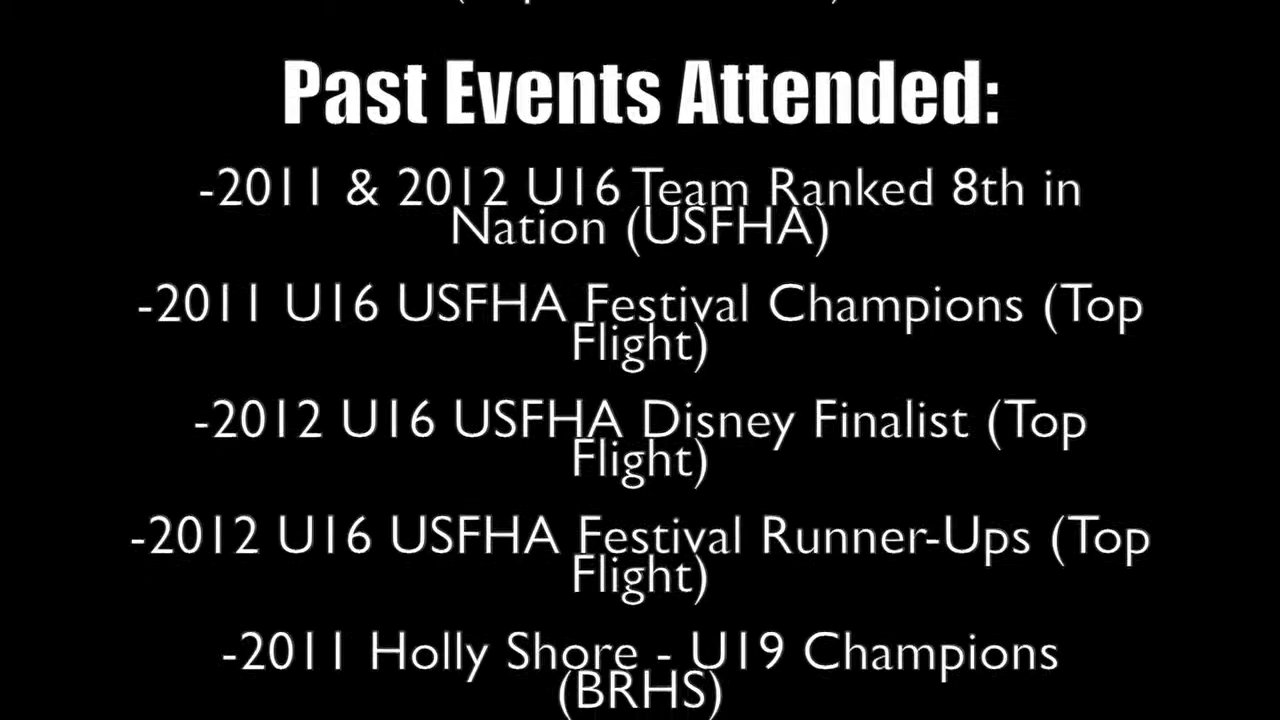 Past Events Attended:
-2011 & 2012 U16 Team Ranked 8th in
Nation (USFHA)
-2011 U16 USFHA Festival Champions (Top
Flight)
-2012 U16 USFHA Disney Finalist (Top
Flight)
-2012 U16 USFHA Festival Runner-Ups (Top
Flight)
-2011 Holly Shore - U19 Champions
(BRHS)